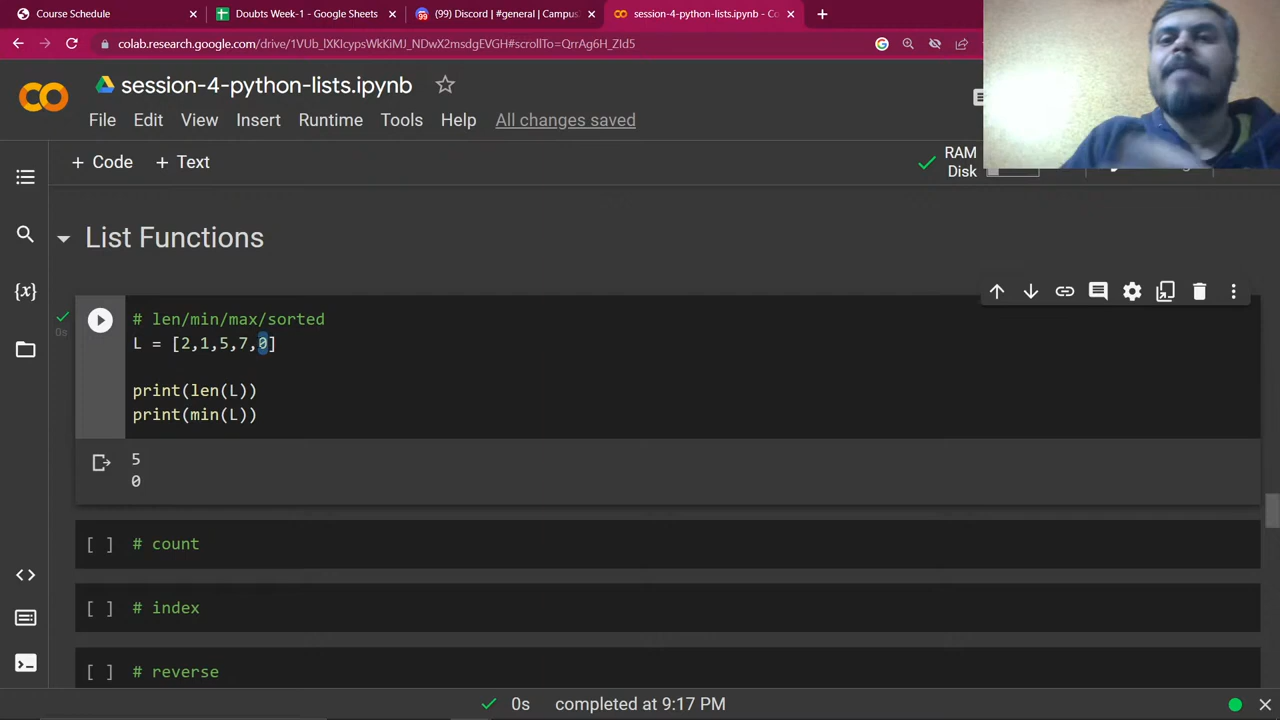 Course Schedule
Doubts Week-1 - Google Sheets
(99) Discord | #general | Campus
session-4-python-lists.ipynb - Co
colab.research.google.com/drive/1VUb_lXKIcypsWkKiMJ_NDwX2msdgEVGH#scrollTo=QrrAg6H_ZId5
session-4-python-lists.ipynb
File Edit View Insert Runtime Tools Help All changes saved
+ Code + Text
RAM
Disk
List Functions
# len/min/max/sorted
L = [2,1,5,7,0]
print(len(L))
print(min(L))
0s
5
0
[ ] # count
[ ] # index
[ ] # reverse
0s completed at 9:17 PM